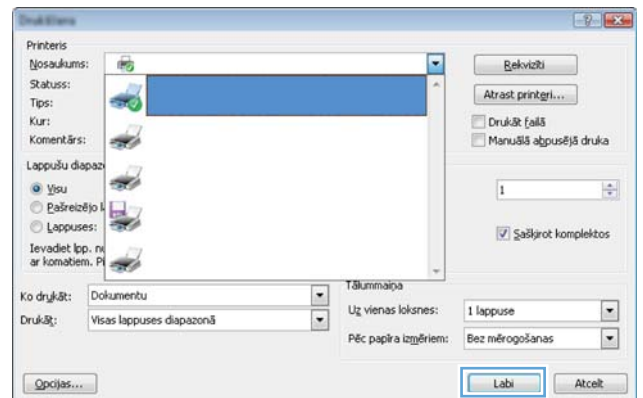 Printeris
Nosaukums:
Rekvizīti
Statuss:
Tips:
Atrast printeri...
Kur:
Drukāt failā
Komentārs:
Manuālā abpusējā druka
Lappušu
Visu
1
Pašreizējo
Lappuses:
Sašķirot komplektos
Ievadiet lpp.
ar komatiem.
Tālummaiņa
Ko drukāt: Dokumentu
Uz vienas loksnes: 1 lappuse
Drukāt: Visas lappuses diapazonā
Pēc papīra izmēriem: Bez mērogošanas
Opcijas...
Labi
Atcelt